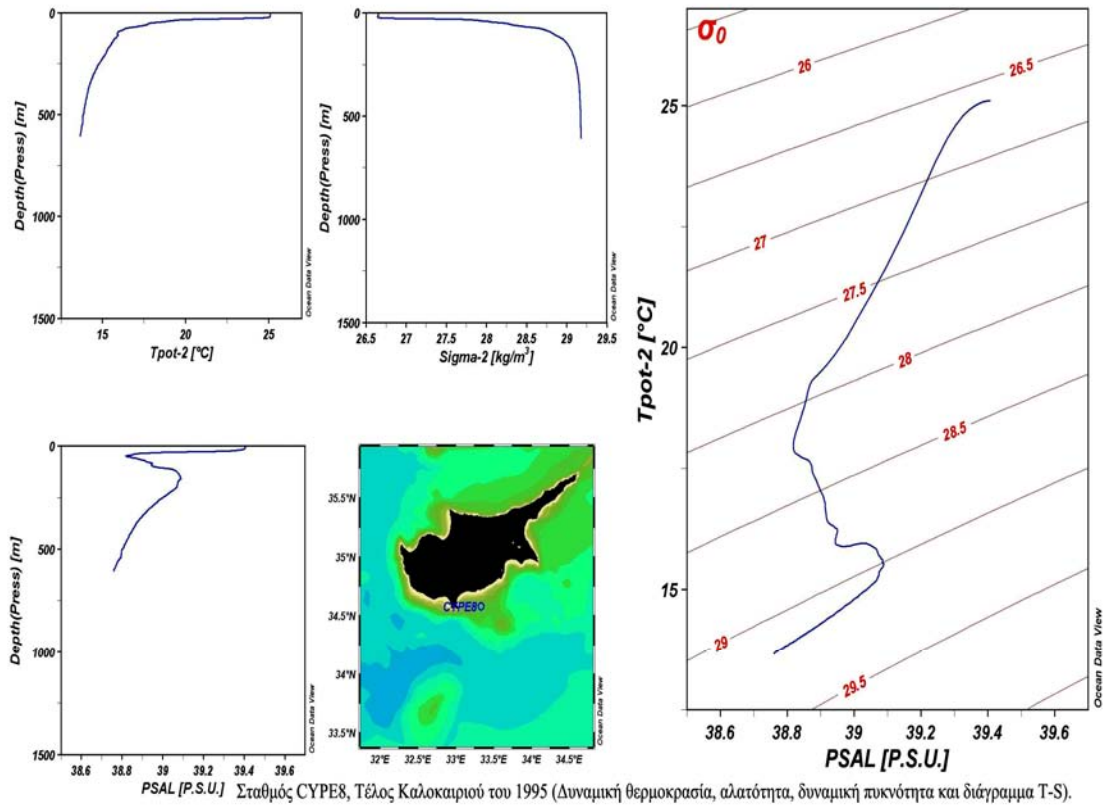 0
500
1000
1500
Depth(Press) [m]
15
20
25
Tpot-2 [°C]
Ocean Data View
0
500
1000
1500
Depth(Press) [m]
26.5
27
27.5
28
28.5
29
29.5
Sigma-2 [kg/m³]
Ocean Data View
σ₀
26
26.5
27
27.5
28
28.5
29
29.5
25
20
15
Tpot-2 [°C]
38.6
38.8
39
39.2
39.4
PSAL [P.S.U.]
Ocean Data View
0
500
1000
1500
Depth(Press) [m]
38.6
38.8
39
39.2
39.4
39.6
PSAL [P.S.U.]
Ocean Data View
35.5°N
35°N
34.5°N
34°N
33.5°N
32°E
32.5°E
33°E
33.5°E
34°E
34.5°E
CYPE8
Ocean Data View
Σταθμός CYPE8, Τέλος Καλοκαιριού του 1995 (Δυναμική θερμοκρασία, αλατότητα, δυναμική πυκνότητα και διάγραμμα T-S).